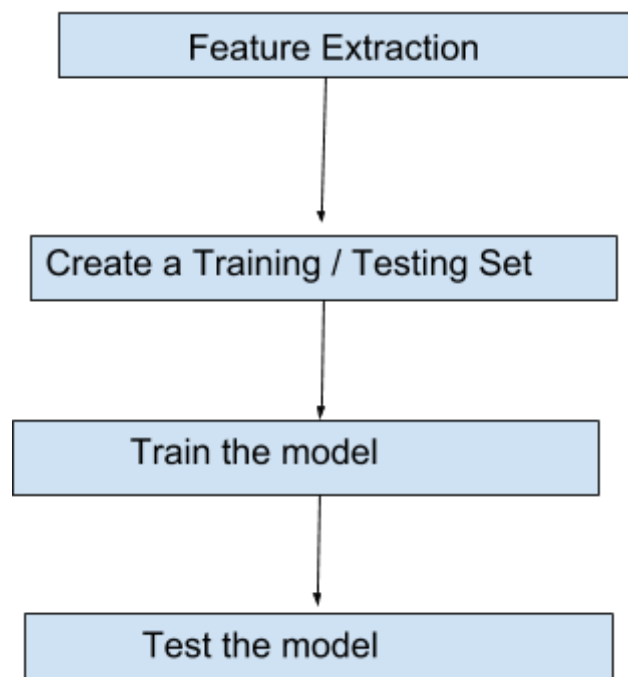 Feature Extraction
Create a Training / Testing Set
Train the model
Test the model